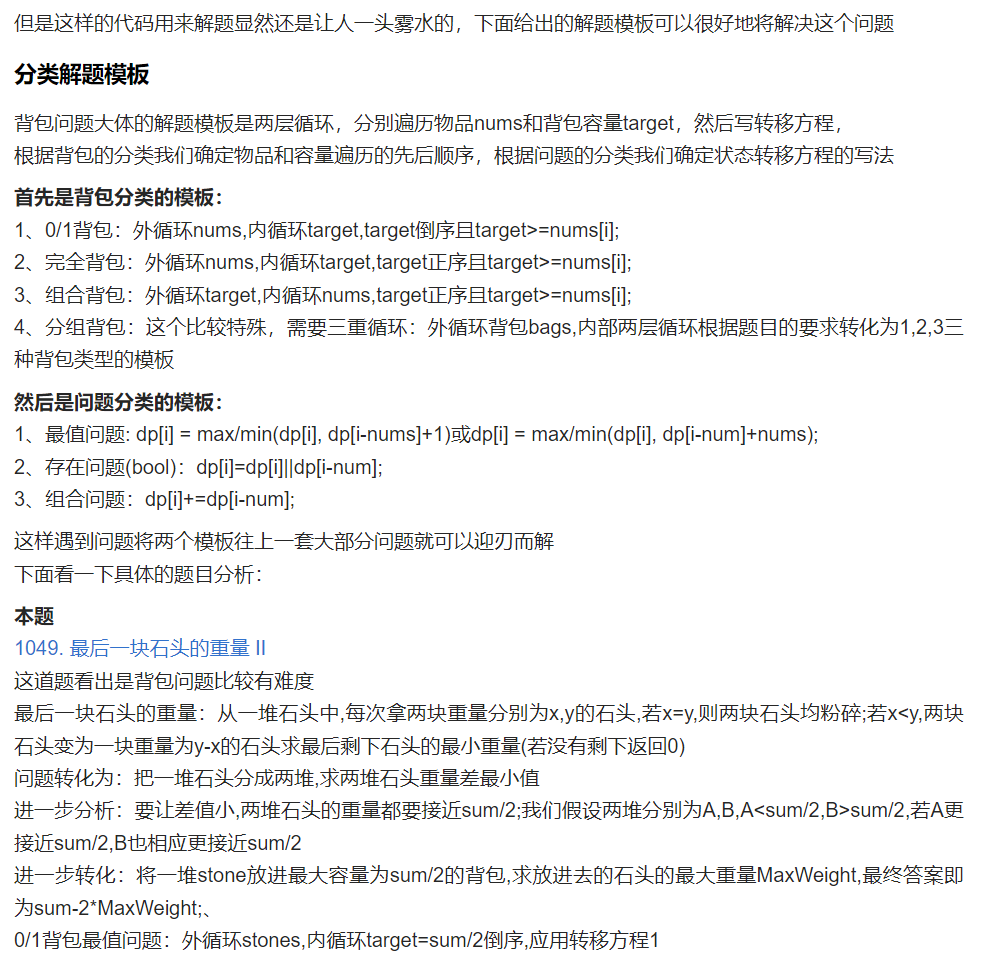 但是这样的代码用来解题显然还是让人一头雾水的，下面给出的解题模板可以很好地将解决这个问题
分类解题模板
背包问题大体的解题模板是两层循环，分别遍历物品nums和背包容量target，然后写转移方程，
根据背包的分类我们确定物品和容量遍历的先后顺序，根据问题的分类我们确定状态转移方程的写法
首先是背包分类的模板：
1、0/1背包：外循环nums,内循环target,target倒序且target>=nums[i];
2、完全背包：外循环nums,内循环target,target正序且target>=nums[i];
3、组合背包：外循环target,内循环nums,target正序且target>=nums[i];
4、分组背包：这个比较特殊，需要三重循环：外循环背包bags,内部两层循环根据题目的要求转化为1,2,3三
种背包类型的模板
然后是问题分类的模板：
1、最值问题: dp[i] = max/min(dp[i], dp[i-nums]+1)或dp[i] = max/min(dp[i], dp[i-num]+nums);
2、存在问题(bool)：dp[i]=dp[i]||dp[i-num];
3、组合问题：dp[i]+=dp[i-num];
这样遇到问题将两个模板往上一套大部分问题就可以迎刃而解
下面看一下具体的题目分析：
本题
1049. 最后一块石头的重量 II
这道题看出是背包问题比较有难度
最后一块石头的重量：从一堆石头中,每次拿两块重量分别为x,y的石头,若x=y,则两块石头均粉碎;若x<y,两块
石头变为一块重量为y-x的石头求最后剩下石头的最小重量(若没有剩下返回0)
问题转化为：把一堆石头分成两堆,求两堆石头重量差最小值
进一步分析：要让差值小,两堆石头的重量都要接近sum/2;我们假设两堆分别为A,B,A<sum/2,B>sum/2,若A更
接近sum/2,B也相应更接近sum/2
进一步转化：将一堆stone放进最大容量为sum/2的背包,求放进去的石头的最大重量MaxWeight,最终答案即
为sum-2*MaxWeight;、
0/1背包最值问题：外循环stones,内循环target=sum/2倒序,应用转移方程1